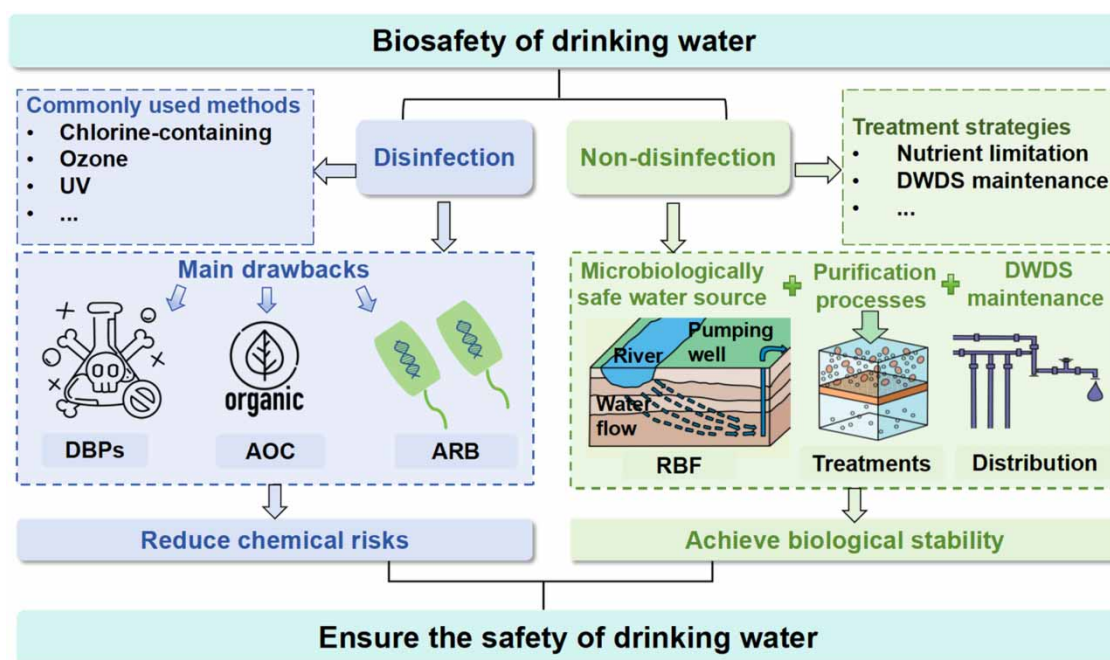 Biosafety of drinking water
Commonly used methods
• Chlorine-containing
• Ozone
• UV
• ...
Disinfection
Non-disinfection
Treatment strategies
• Nutrient limitation
• DWDS maintenance
• ...
Main drawbacks
organic
DBPs
AOC
ARB
Microbiologically
safe water source
+
Purification
processes
+
DWDS
maintenance
River
Pumping
well
Water
flow
RBF
Treatments
Distribution
Reduce chemical risks
Achieve biological stability
Ensure the safety of drinking water